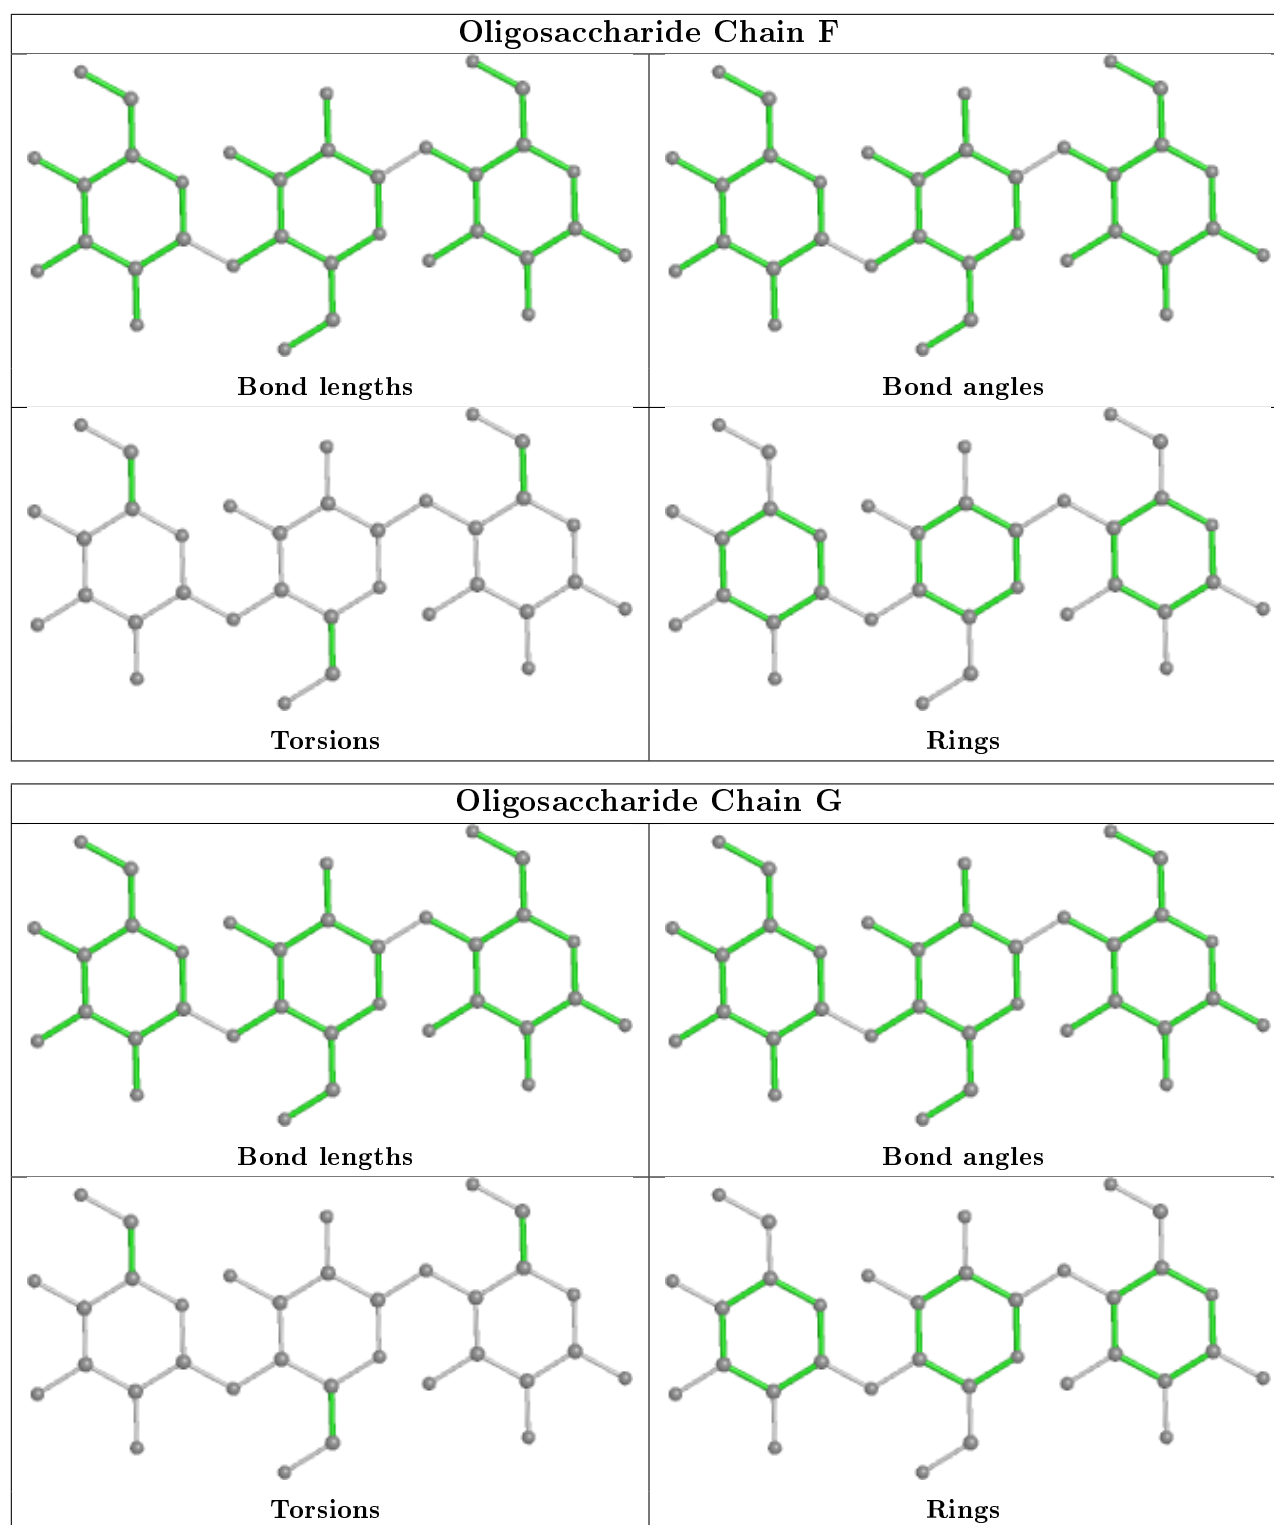 Oligosaccharide Chain F
Bond lengths
Bond angles
Torsions
Rings
Oligosaccharide Chain G
Bond lengths
Bond angles
Torsions
Rings